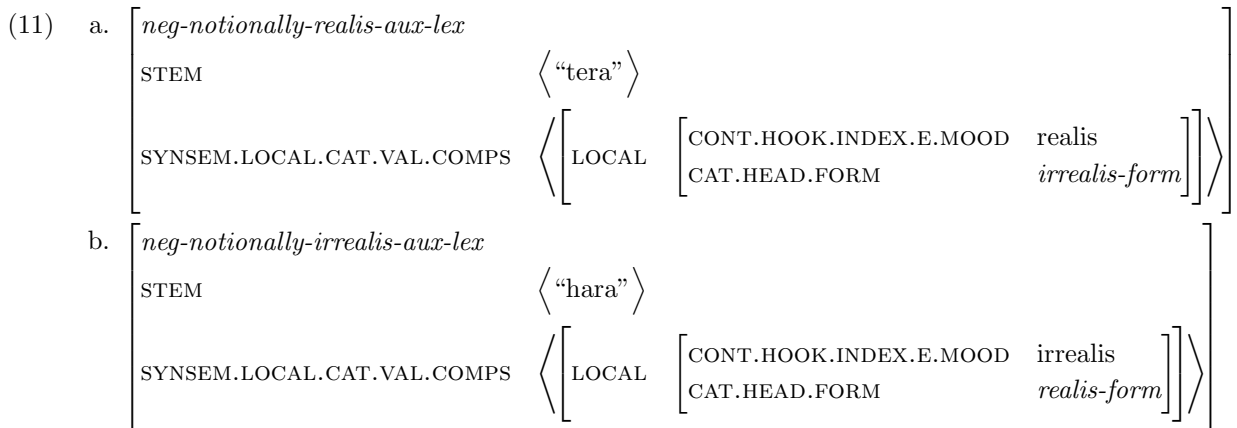 (11) a. neg-notionally-realis-aux-lex
STEM ⟨“tera”⟩
SYNSEM.LOCAL.CAT.VAL.COMPS ⟨[LOCAL [CONT.HOOK.INDEX.E.MOOD realis
CAT.HEAD.FORM irrealis-form]]⟩
b. neg-notionally-irrealis-aux-lex
STEM ⟨“hara”⟩
SYNSEM.LOCAL.CAT.VAL.COMPS ⟨[LOCAL [CONT.HOOK.INDEX.E.MOOD irrealis
CAT.HEAD.FORM realis-form]]⟩